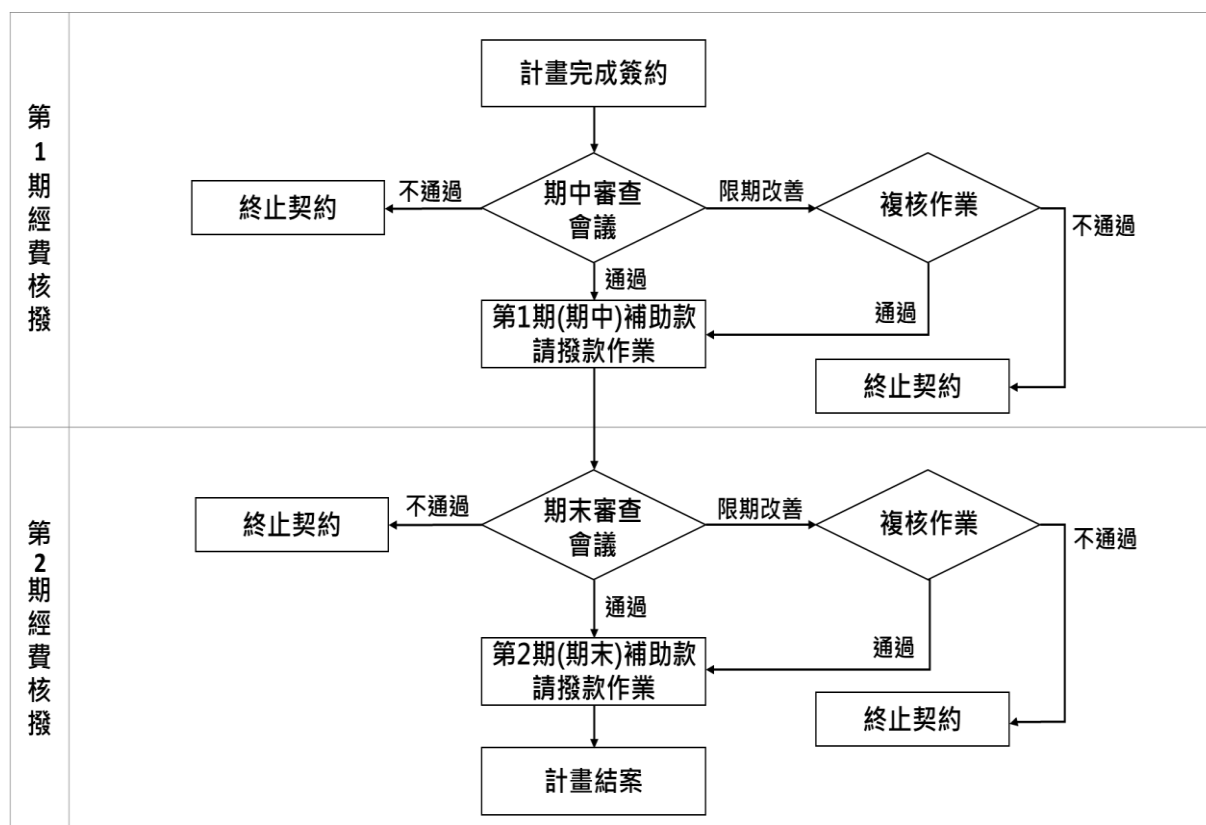 第1期經費核撥
計畫完成簽約
期中審查
會議
不通過
終止契約
限期改善
複核作業
不通過
通過
通過
第1期(期中)補助款
請撥款作業
終止契約
第2期經費核撥
期末審查
會議
不通過
終止契約
限期改善
複核作業
不通過
通過
通過
第2期(期末)補助款
請撥款作業
終止契約
計畫結案